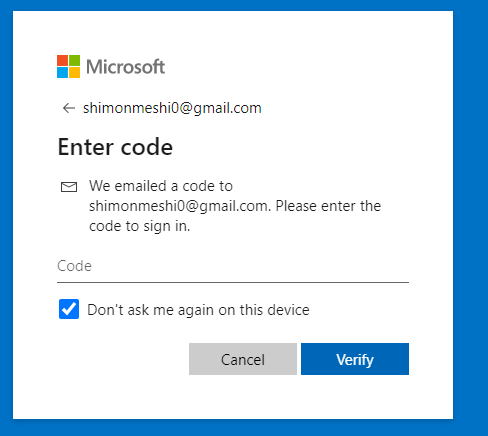 Microsoft
← shimonmeshi0@gmail.com
Enter code
We emailed a code to
shimonmeshi0@gmail.com. Please enter the
code to sign in.
Code
Don't ask me again on this device
Cancel Verify